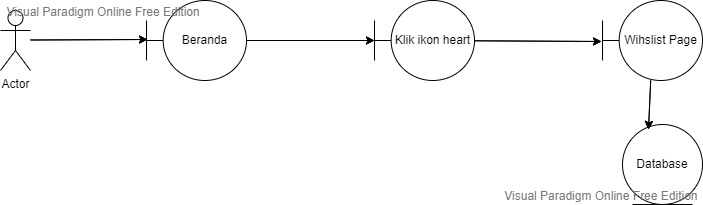 Visual Paradigm Online Free Edition
Beranda
Klik ikon heart
Wihslist Page
Actor
Database
Visual Paradigm Online Free Edition